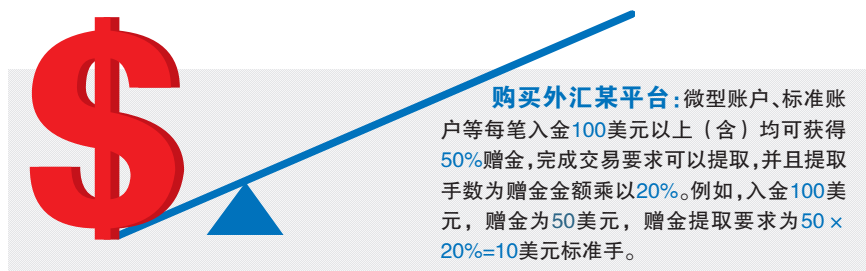 $
购买外汇某平台：微型账户、标准账
户等每笔入金100美元以上（含）均可获得
50%赠金，完成交易要求可以提取，并且提取
手数为赠金金额乘以20%。例如，入金100美
元，赠金为50美元，赠金提取要求为50×
20%=10美元标准手。